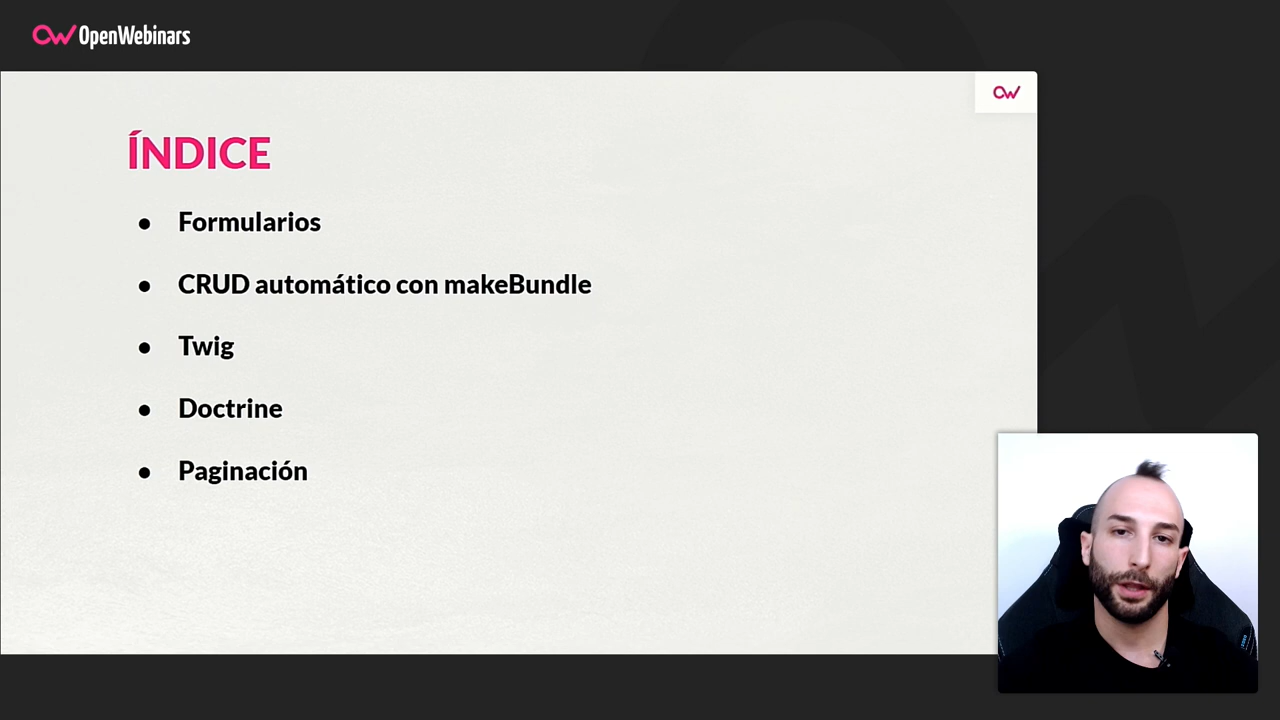 OpenWebinars
ÍNDICE
● Formularios
● CRUD automático con makeBundle
● Twig
● Doctrine
● Paginación